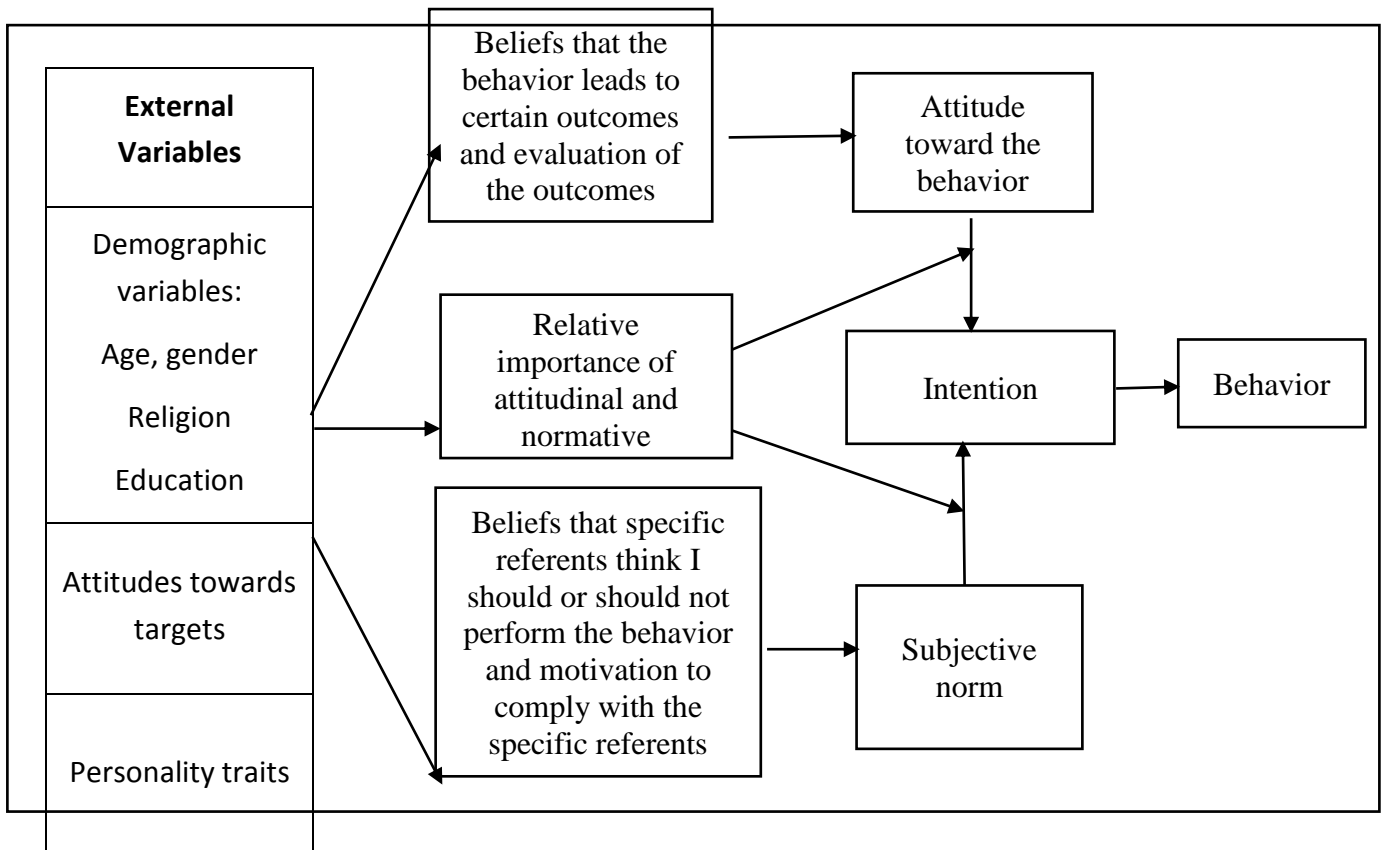 External
Variables
Demographic
variables:
Age, gender
Religion
Education
Attitudes towards
targets
Personality traits
Beliefs that the
behavior leads to
certain outcomes
and evaluation of
the outcomes
Relative
importance of
attitudinal and
normative
Beliefs that specific
referents think I
should or should not
perform the behavior
and motivation to
comply with the
specific referents
Attitude
toward the
behavior
Intention
Subjective
norm
Behavior